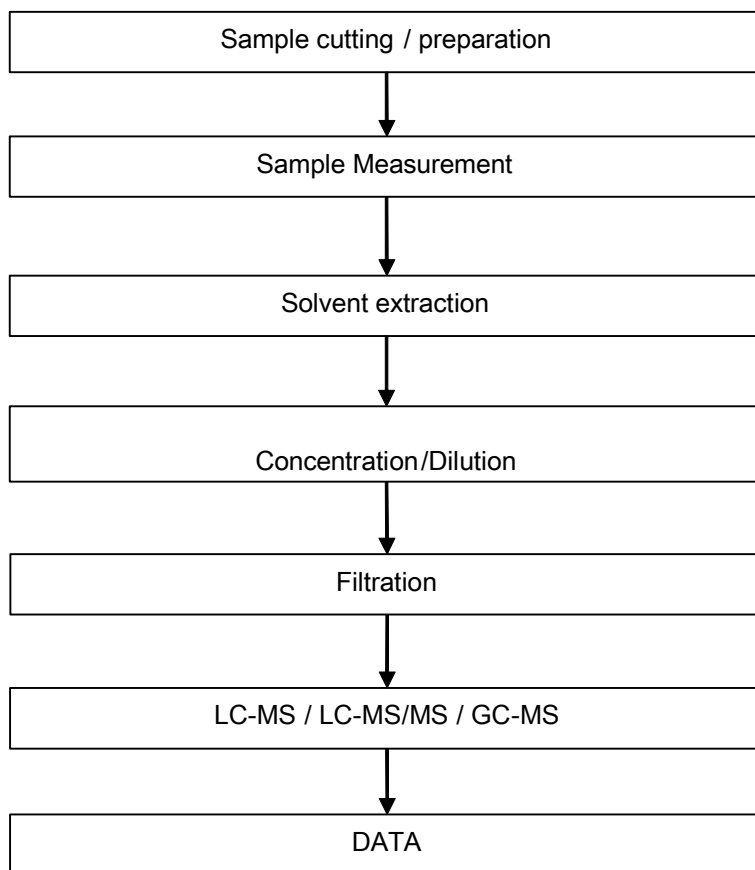 Sample cutting / preparation
Sample Measurement
Solvent extraction
Concentration/Dilution
Filtration
LC-MS / LC-MS/MS / GC-MS
DATA